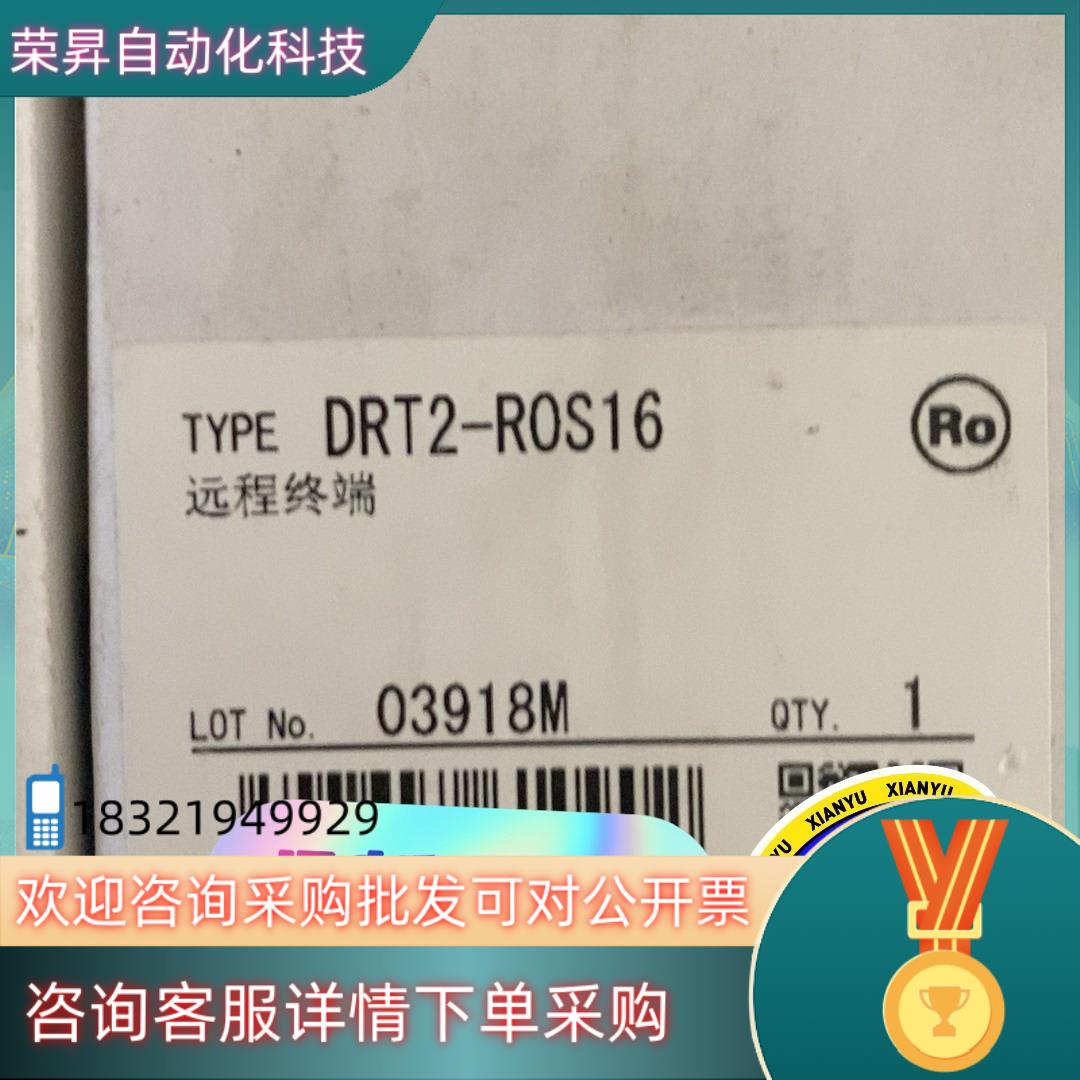 荣昇自动化科技
TYPE DRT2-ROS16
Ro
远程终端
LOT No. 03918M
QTY. 1
18321949929
XIANYU XIANYU
欢迎咨询采购批发可对公开票
咨询客服详情下单采购